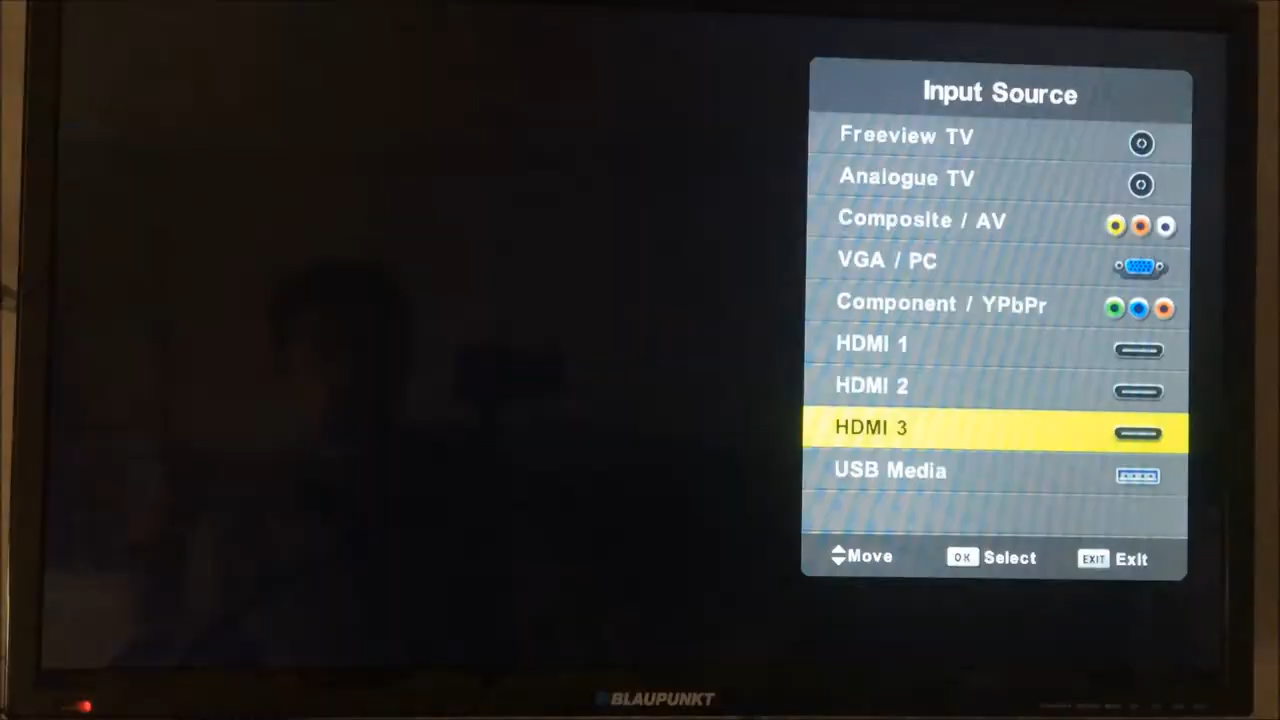 Input Source
Freeview TV
Analogue TV
Composite / AV
VGA / PC
Component / YPbPr
HDMI 1
HDMI 2
HDMI 3
USB Media
Move OK Select EXIT Exit
BLAUPUNKT